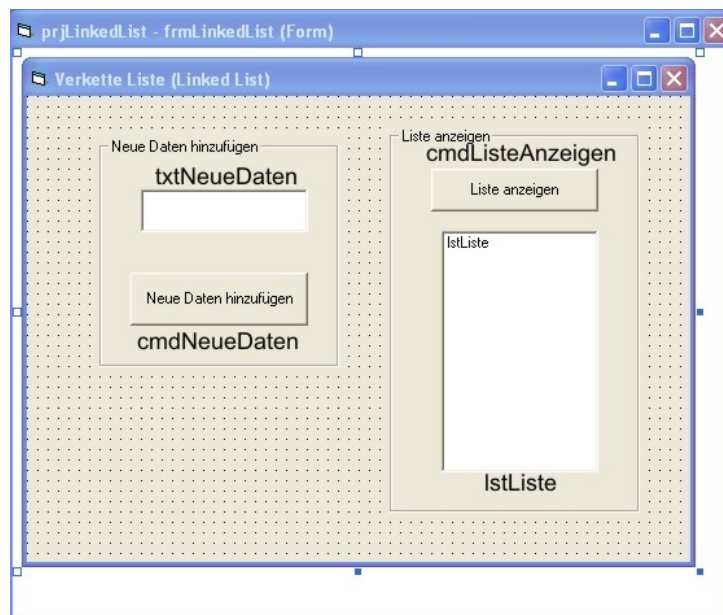 prjLinkedList - frmLinkedList (Form)
Verkette Liste (Linked List)
Neue Daten hinzufügen
txtNeueDaten
Neue Daten hinzufügen
cmdNeueDaten
Liste anzeigen
cmdListeAnzeigen
Liste anzeigen
lstListe
lstListe